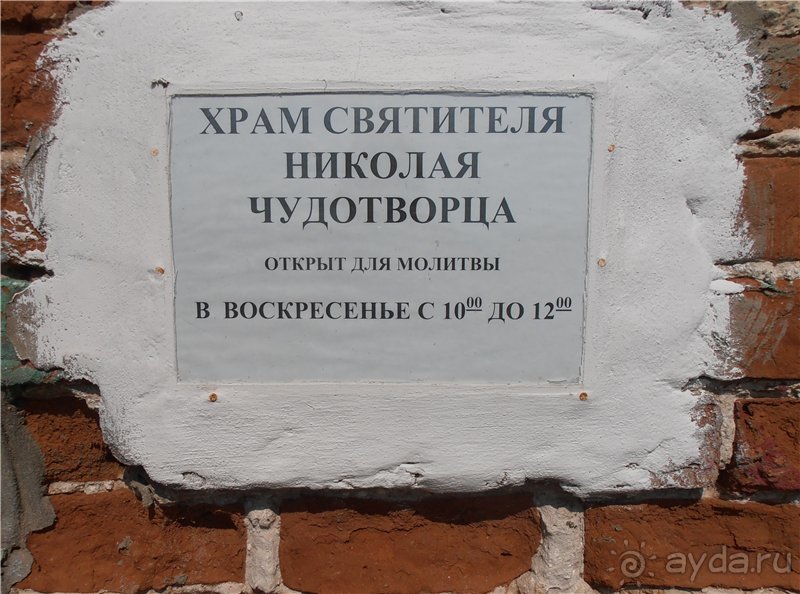 ХРАМ СВЯТИТЕЛЯ
НИКОЛАЯ
ЧУДОТВОРЦА
ОТКРЫТ ДЛЯ МОЛИТВЫ
В ВОСКРЕСЕНЬЕ С 10⁰⁰ ДО 12⁰⁰
ayda.ru